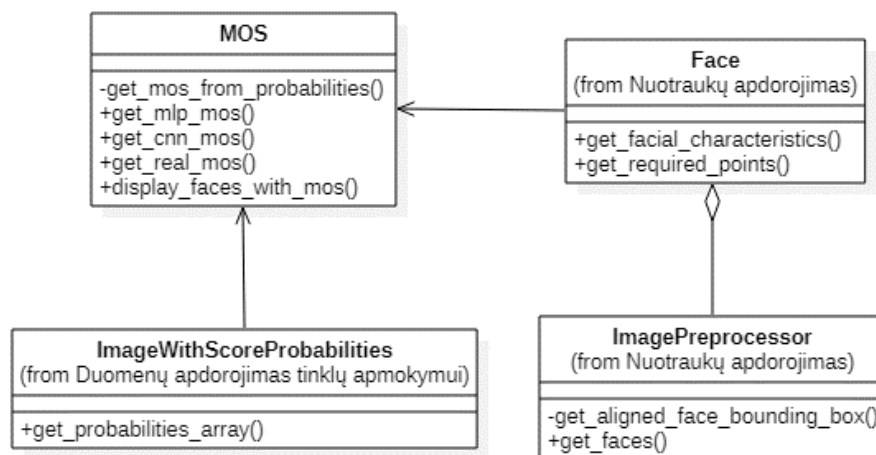 MOS
-get_mos_from_probabilities()
+get_mlp_mos()
+get_cnn_mos()
+get_real_mos()
+display_faces_with_mos()
Face
(from Nuotraukų apdorojimas)
+get_facial_characteristics()
+get_required_points()
ImageWithScoreProbabilities
(from Duomenų apdorojimas tinklų apmokymui)
+get_probabilities_array()
ImagePreprocessor
(from Nuotraukų apdorojimas)
-get_aligned_face_bounding_box()
+get_faces()